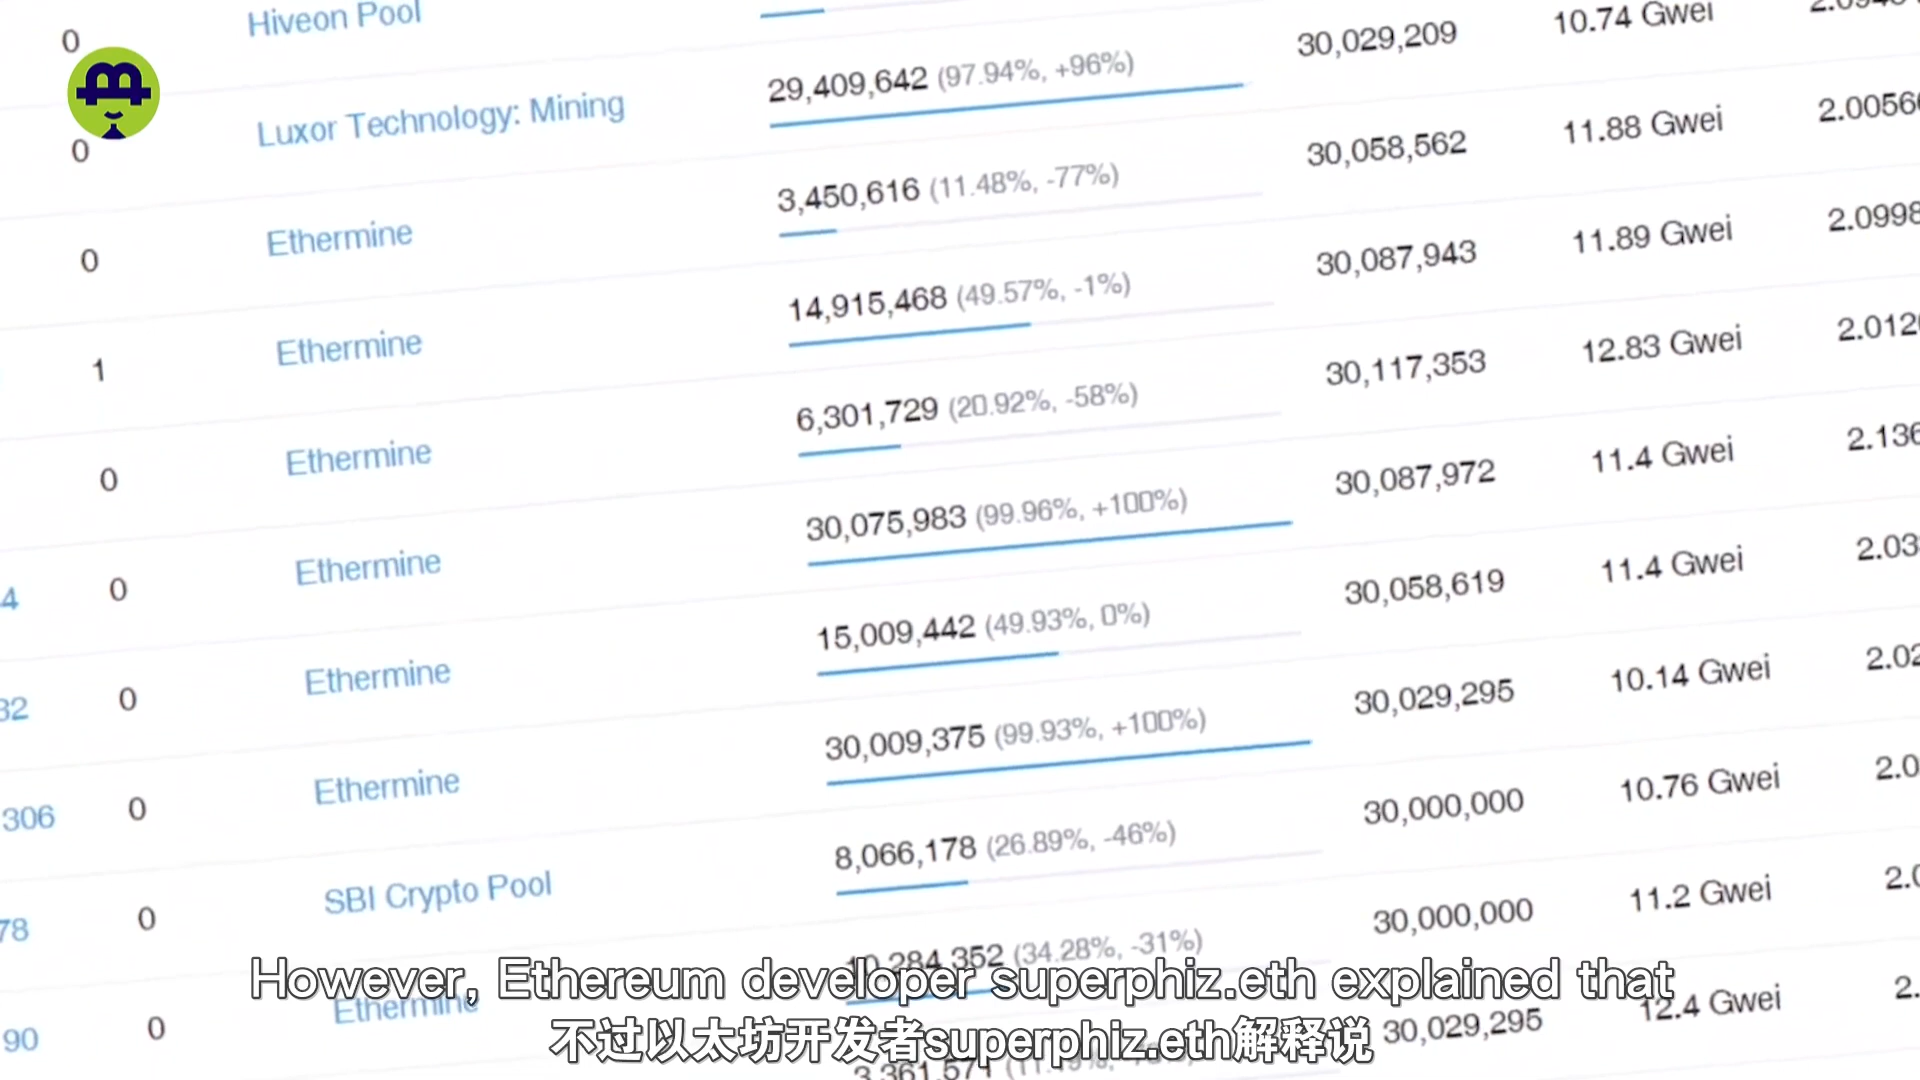 0 Hiveon Pool
0 Luxor Technology: Mining 29,409,642 (97.94%, +96%) 30,029,209 10.74 Gwei
0 Ethermine 3,450,616 (11.48%, -77%) 30,058,562 11.88 Gwei
1 Ethermine 14,915,468 (49.57%, -1%) 30,087,943 11.89 Gwei
0 Ethermine 6,301,729 (20.92%, -58%) 30,117,353 12.83 Gwei
4 0 Ethermine 30,075,983 (99.96%, +100%) 30,087,972 11.4 Gwei
32 0 Ethermine 15,009,442 (49.93%, 0%) 30,058,619 11.4 Gwei
306 0 Ethermine 30,009,375 (99.93%, +100%) 30,029,295 10.14 Gwei
78 0 SBI Crypto Pool 8,066,178 (26.89%, -46%) 30,000,000 10.76 Gwei
90 0 Ethermine 10,284,352 (34.28%, -31%) 30,000,000 11.2 Gwei
30,029,295 12.4 Gwei
2.0056
2.0998
2.012
2.136
2.03
2.02
2.0
2.0
2.
However, Ethereum developer superphiz.eth explained that
不过以太坊开发者superphiz.eth解释说